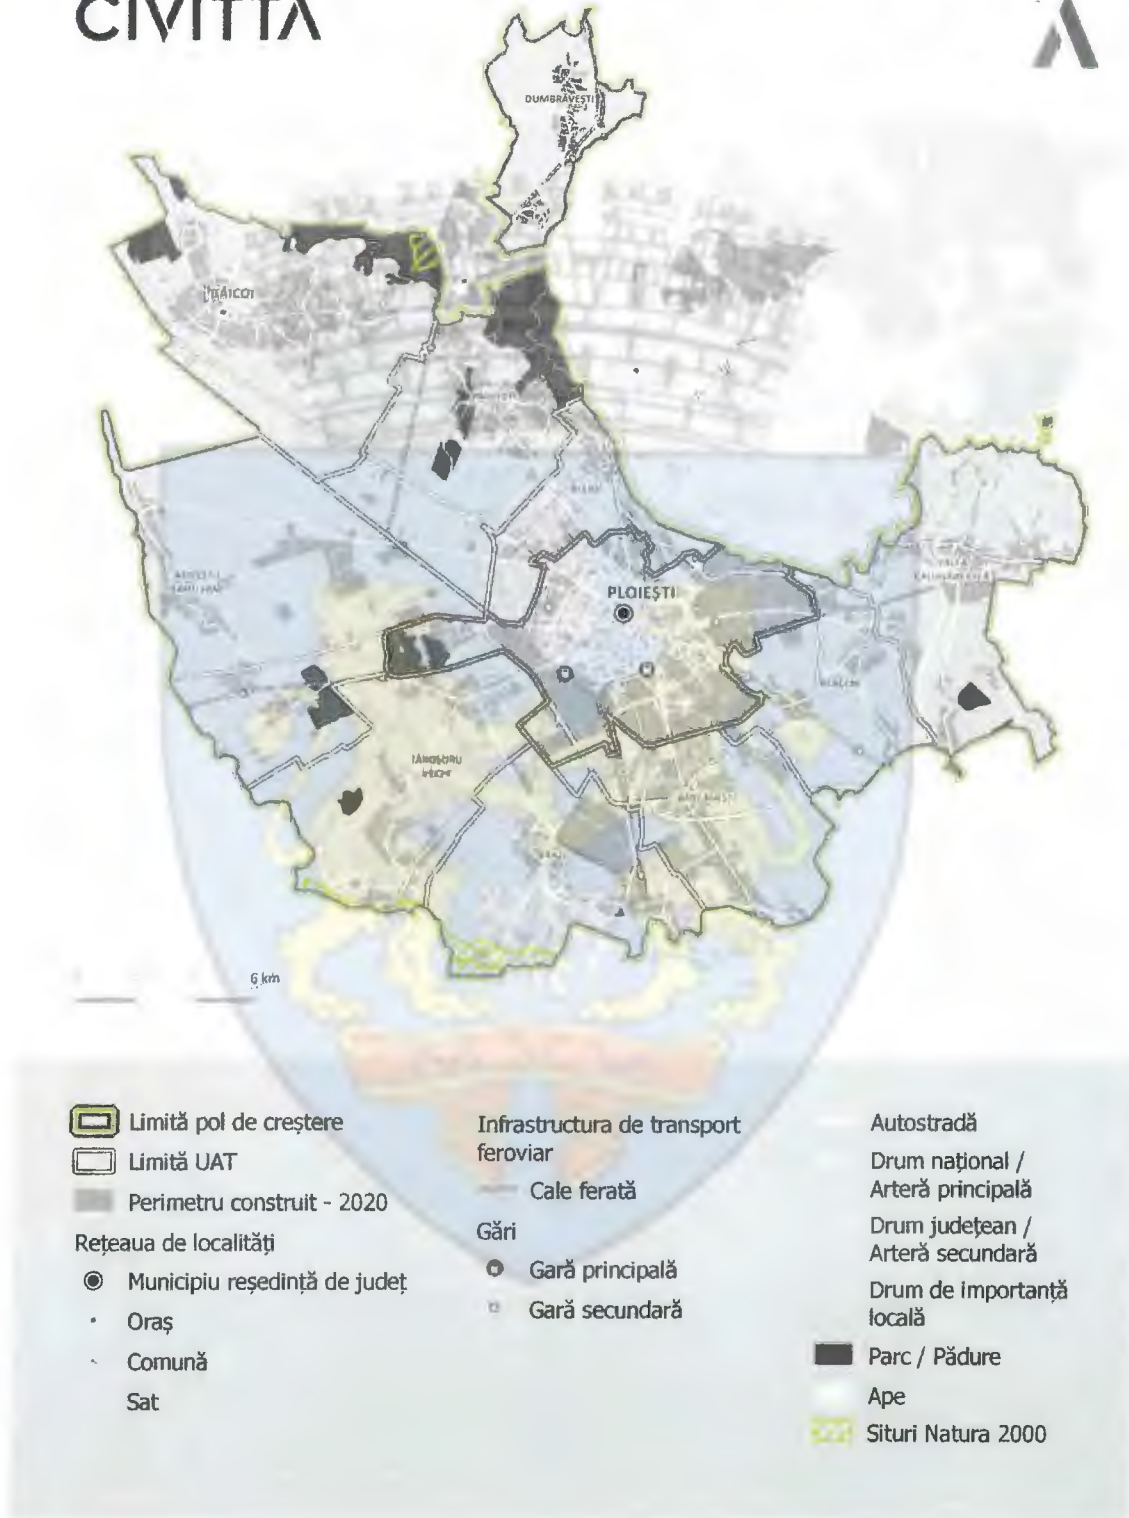 CIVITTA
DUMBRĂVEȘTI
PLOIEȘTI
6 km
Limită pol de creștere
Limită UAT
Perimetru construit - 2020
Rețeaua de localități
Municipiu reședință de județ
Oraș
Comună
Sat
Infrastructura de transport
feroviar
Cale ferată
Gări
Gară principală
Gară secundară
Autostradă
Drum național /
Arteră principală
Drum județean /
Arteră secundară
Drum de importanță
locală
Parc / Pădure
Ape
Situri Natura 2000